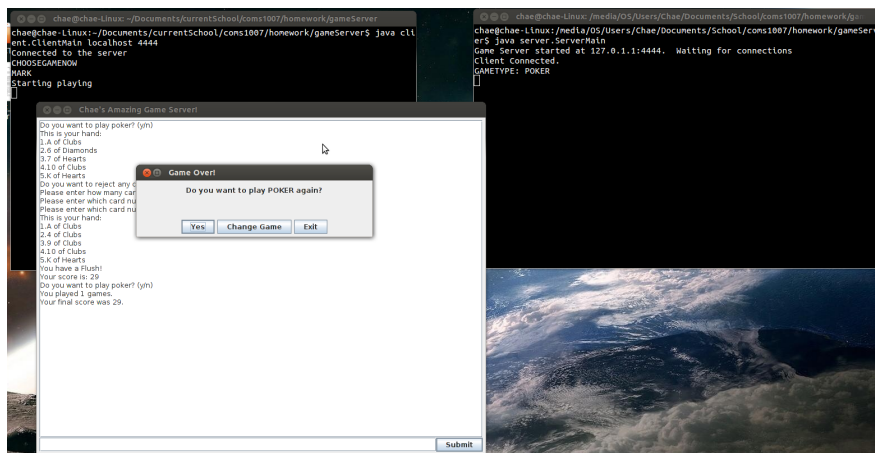 chae@chae-Linux: ~/Documents/currentSchool/coms1007/homework/gameServer
chae@chae-Linux:~/Documents/currentSchool/coms1007/homework/gameServer$ java cli
ent.ClientMain localhost 4444
Connected to the server
CHOOSEGAMENOW
MARK
Starting playing
chae@chae-Linux: /media/OS/Users/Chae/Documents/School/coms1007/homework/gam
chae@chae-Linux:/media/OS/Users/Chae/Documents/School/coms1007/homework/gameServ
er$ java server.ServerMain
Game Server started at 127.0.1.1:4444.  Waiting for connections
Client Connected.
GAMETYPE: POKER
Chae's Amazing Game Server!
Do you want to play poker? (y/n)
This is your hand:
1.A of Clubs
2.6 of Diamonds
3.7 of Hearts
4.10 of Clubs
5.K of Hearts
Do you want to reject any c
Please enter how many car
Please enter which card nu
Please enter which card nu
This is your hand:
1.A of Clubs
2.4 of Clubs
3.9 of Clubs
4.10 of Clubs
5.K of Hearts
You have a Flush!
Your score is: 29
Do you want to play poker? (y/n)
You played 1 games.
Your final score was 29.
Game Over!
Do you want to play POKER again?
Yes Change Game Exit
Submit